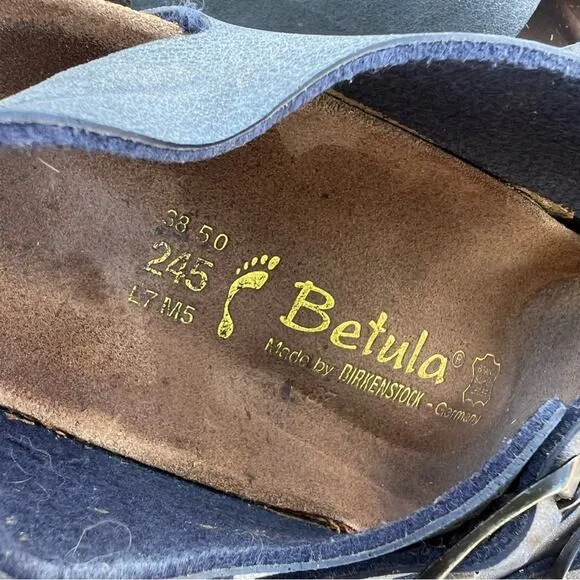 38 50
245
L7 M5
Betula®
Made by BIRKENSTOCK - Germany